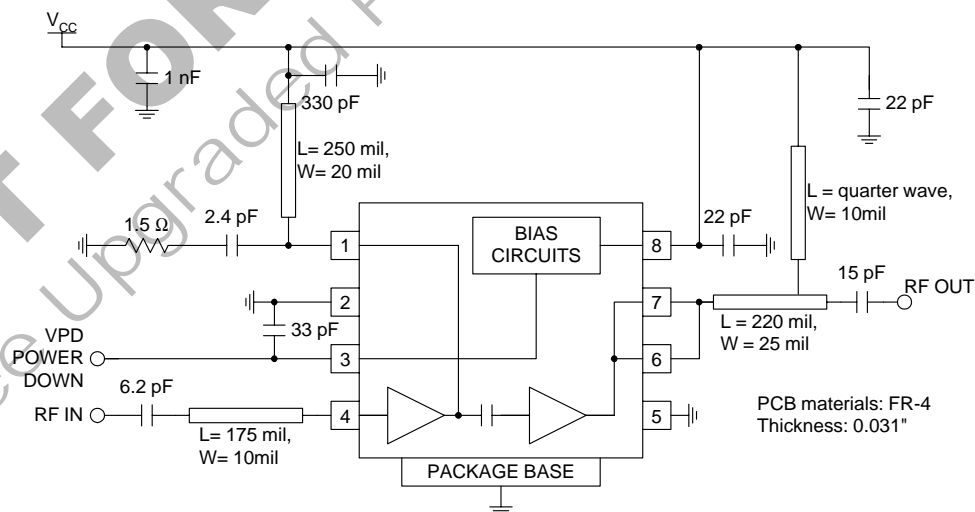 VCC
1 nF
330 pF
22 pF
L= 250 mil,
W= 20 mil
L = quarter wave,
W= 10mil
1.5 Ω
2.4 pF
1
BIAS
CIRCUITS
8
22 pF
15 pF
RF OUT
2
7
33 pF
L = 220 mil,
W = 25 mil
VPD
POWER
DOWN
3
6
6.2 pF
RF IN
4
5
L= 175 mil,
W= 10mil
PCB materials: FR-4
Thickness: 0.031"
PACKAGE BASE
T FOR
ee Upgraded P